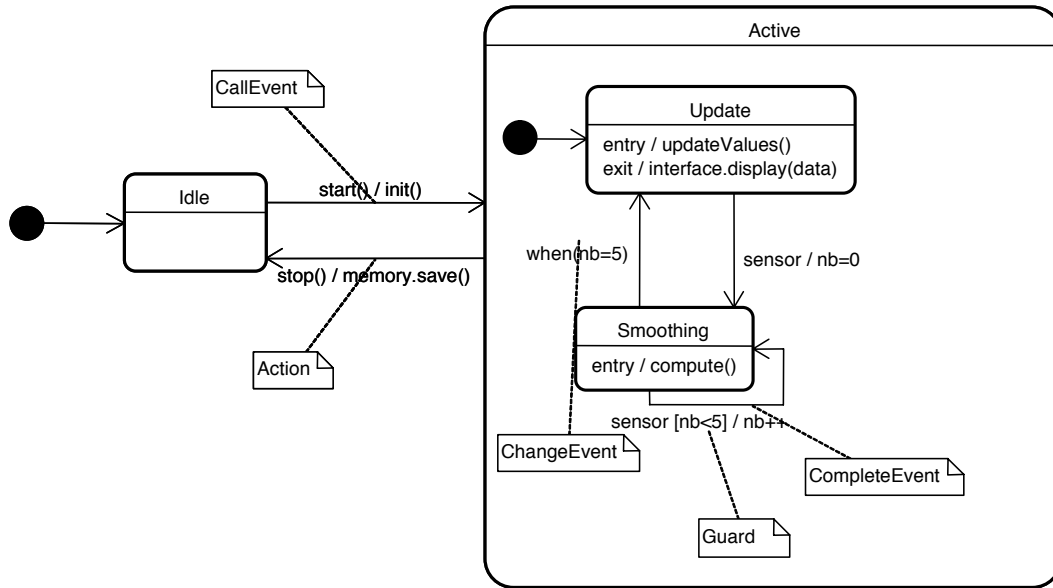 Active
CallEvent
Update
entry / updateValues()
exit / interface.display(data)
Idle
start() / init()
when(nb=5)
sensor / nb=0
stop() / memory.save()
Smoothing
entry / compute()
Action
sensor [nb<5] / nb++
ChangeEvent
CompleteEvent
Guard